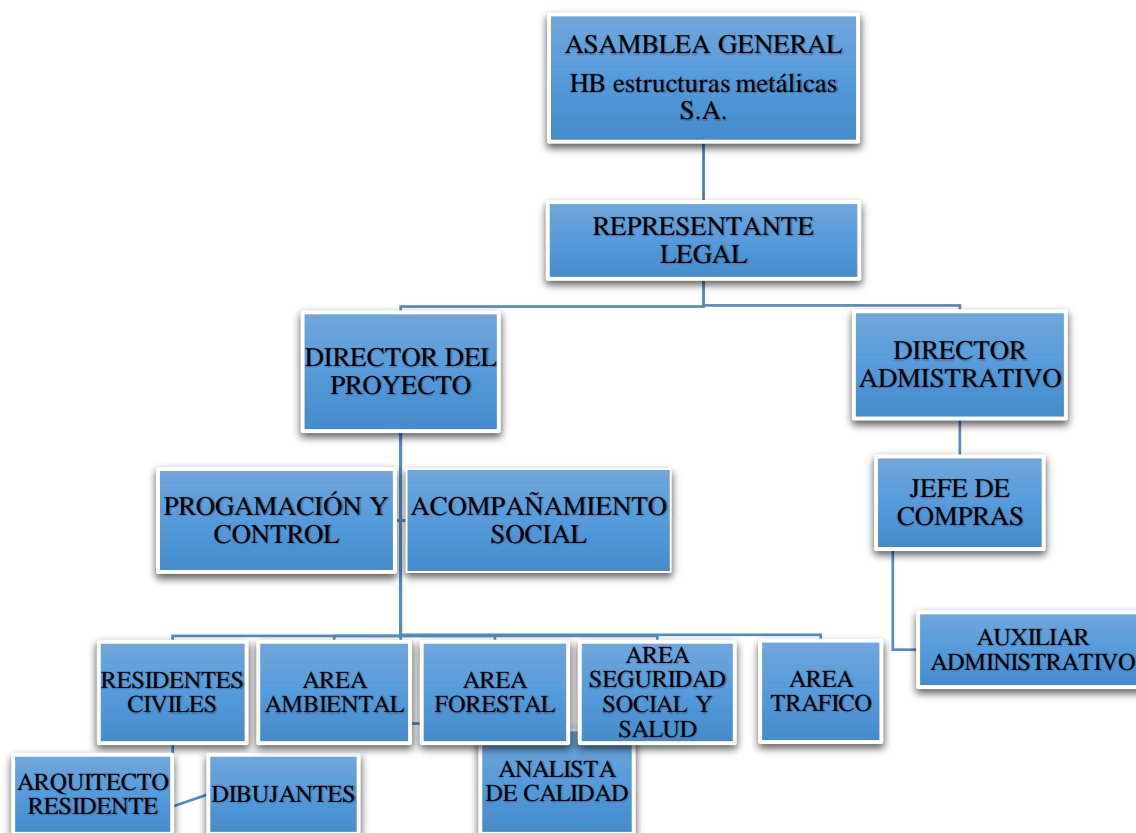 ASAMBLEA GENERAL
HB estructuras metálicas
S.A.
REPRESENTANTE
LEGAL
DIRECTOR DEL
PROYECTO
DIRECTOR
ADMISTRATIVO
PROGAMACIÓN Y
CONTROL
ACOMPAÑAMIENTO
SOCIAL
JEFE DE
COMPRAS
AUXILIAR
ADMINISTRATIVO
RESIDENTES
CIVILES
AREA
AMBIENTAL
AREA
FORESTAL
AREA
SEGURIDAD
SOCIAL Y
SALUD
AREA
TRAFICO
ARQUITECTO
RESIDENTE
DIBUJANTES
ANALISTA
DE CALIDAD